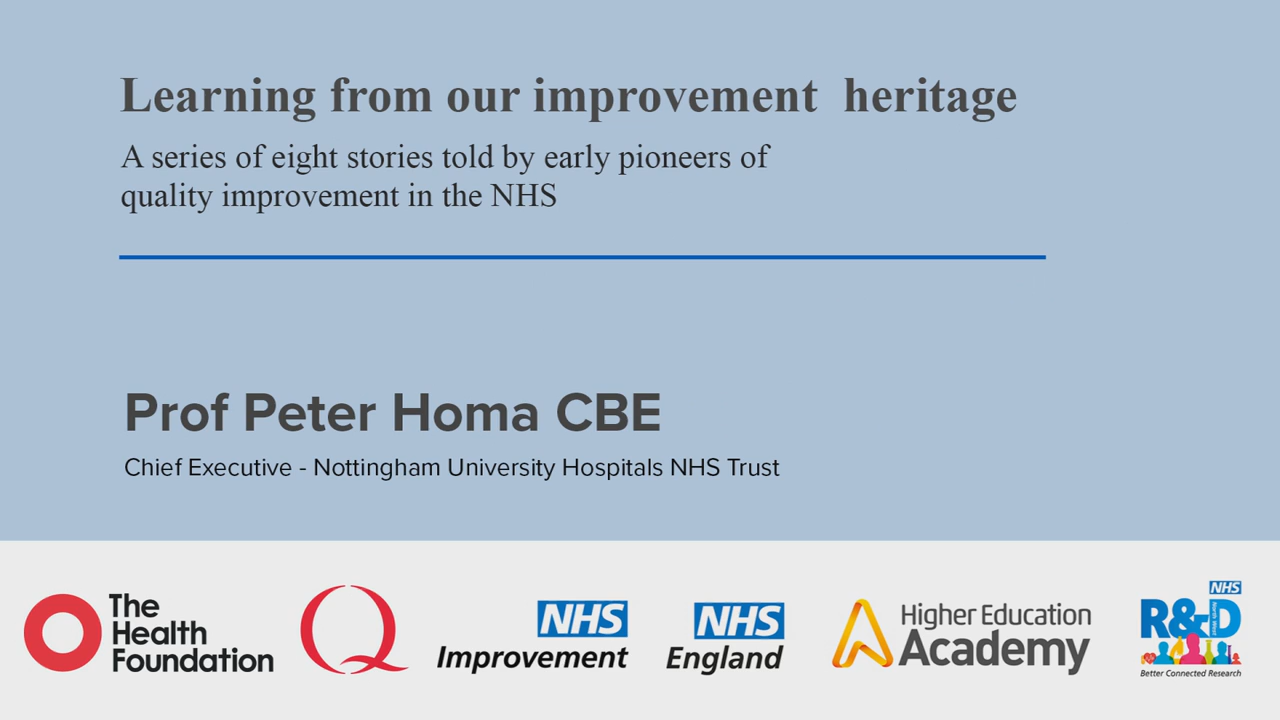 Learning from our improvement heritage
A series of eight stories told by early pioneers of
quality improvement in the NHS
Prof Peter Homa CBE
Chief Executive - Nottingham University Hospitals NHS Trust
The
Health
Foundation
Q
NHS
Improvement
NHS
England
Higher Education
Academy
NHS
R&D
North West
Better Connected Research